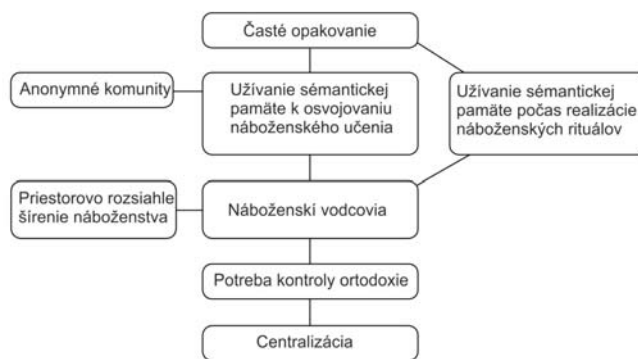 Časté opakovanie
Anonymné komunity
Užívanie sémantickej
pamäte k osvojovaniu
náboženského učenia
Užívanie sémantickej
pamäte počas realizácie
náboženských rituálov
Priestorovo rozsiahle
šírenie náboženstva
Náboženskí vodcovia
Potreba kontroly ortodoxie
Centralizácia